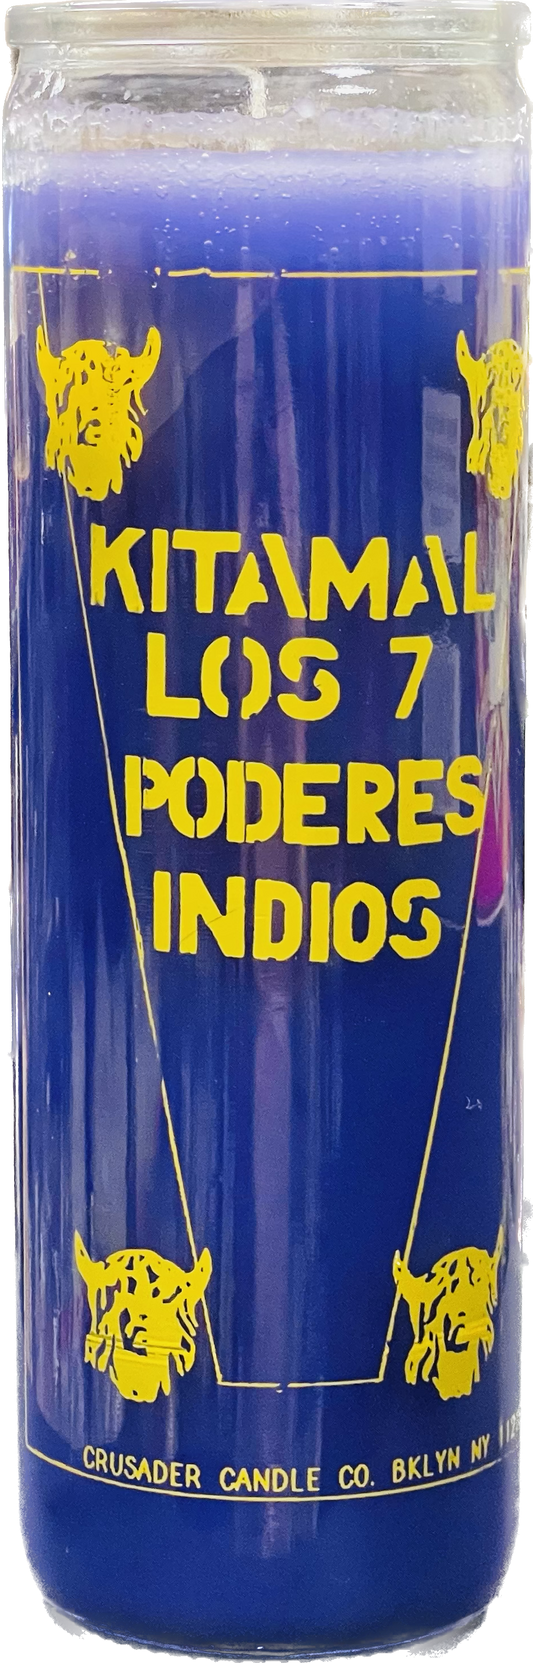 KITAMAL
LOS 7
PODERES
INDIOS
CRUSADER CANDLE CO. BKLYN NY